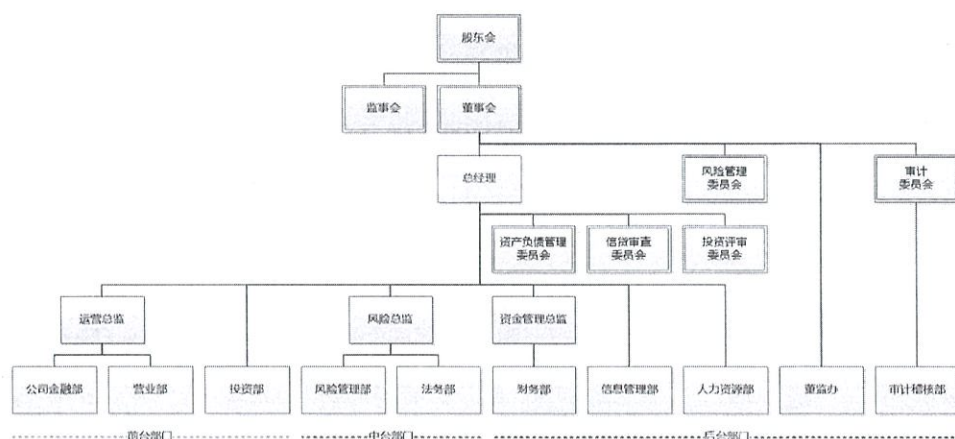 股东会
监事会
董事会
总经理
风险管理
委员会
审计
委员会
资产负债管理
委员会
信贷审查
委员会
投资评审
委员会
运营总监
风险总监
资金管理总监
公司金融部
营业部
投资部
风险管理部
法务部
财务部
信息管理部
人力资源部
董监办
审计稽核部
前台部门
中台部门
后台部门